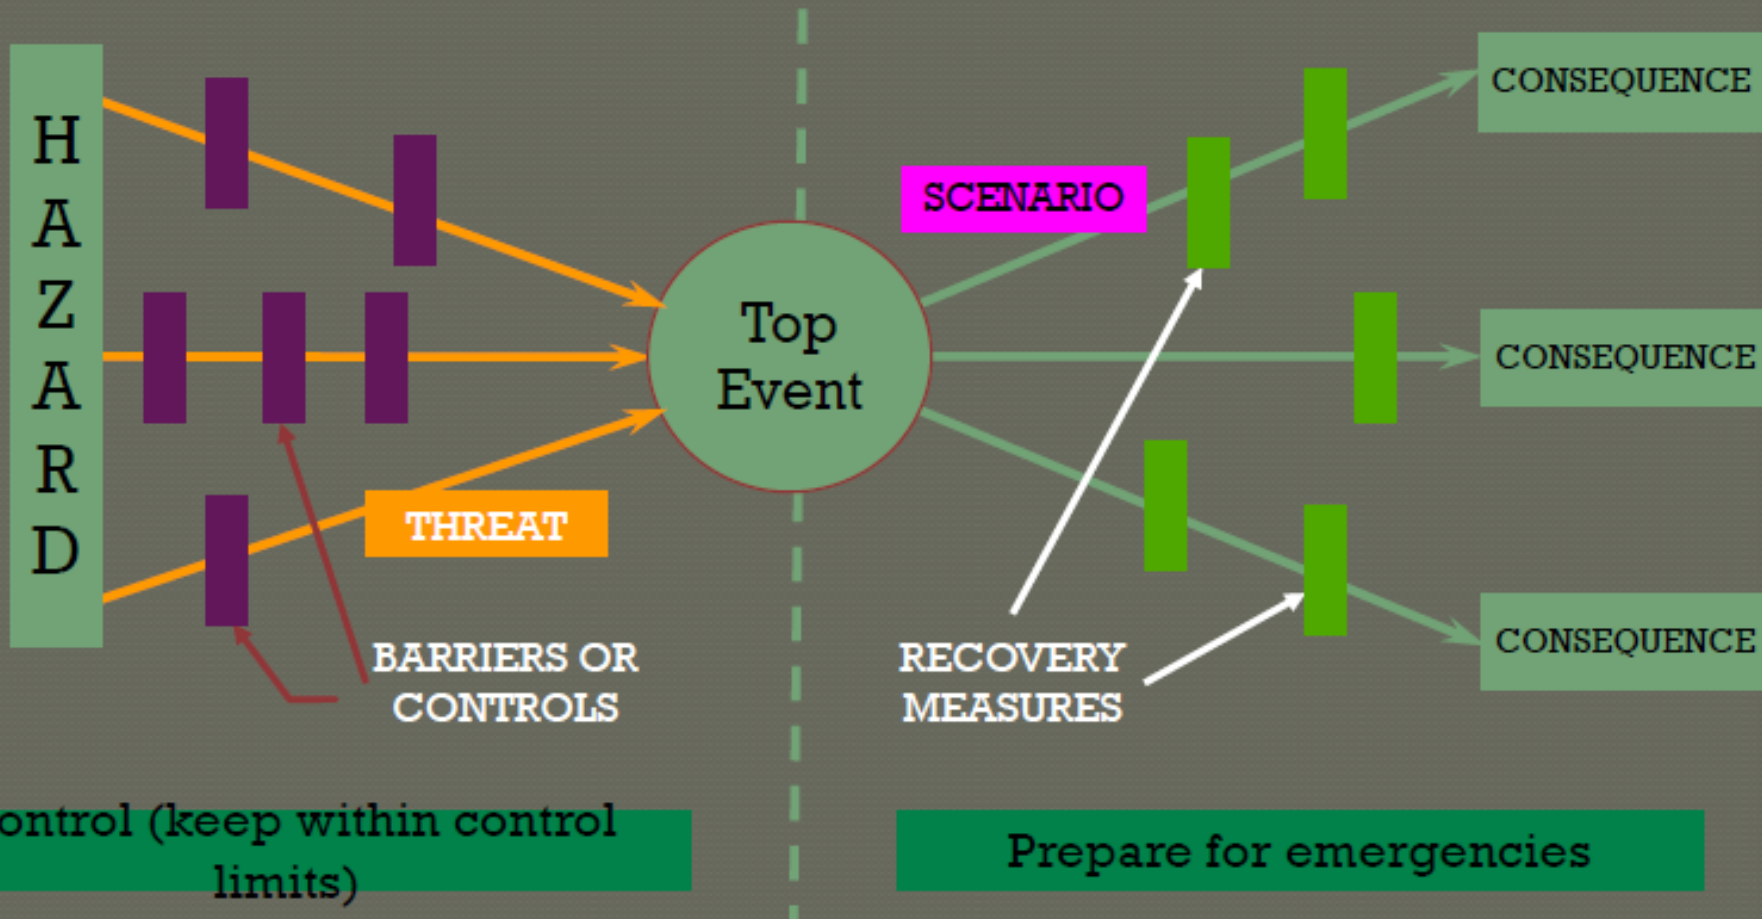 H
A
Z
A
R
D
Top
Event
SCENARIO
THREAT
BARRIERS OR
CONTROLS
RECOVERY
MEASURES
CONSEQUENCE
CONSEQUENCE
CONSEQUENCE
ontrol (keep within control
limits)
Prepare for emergencies